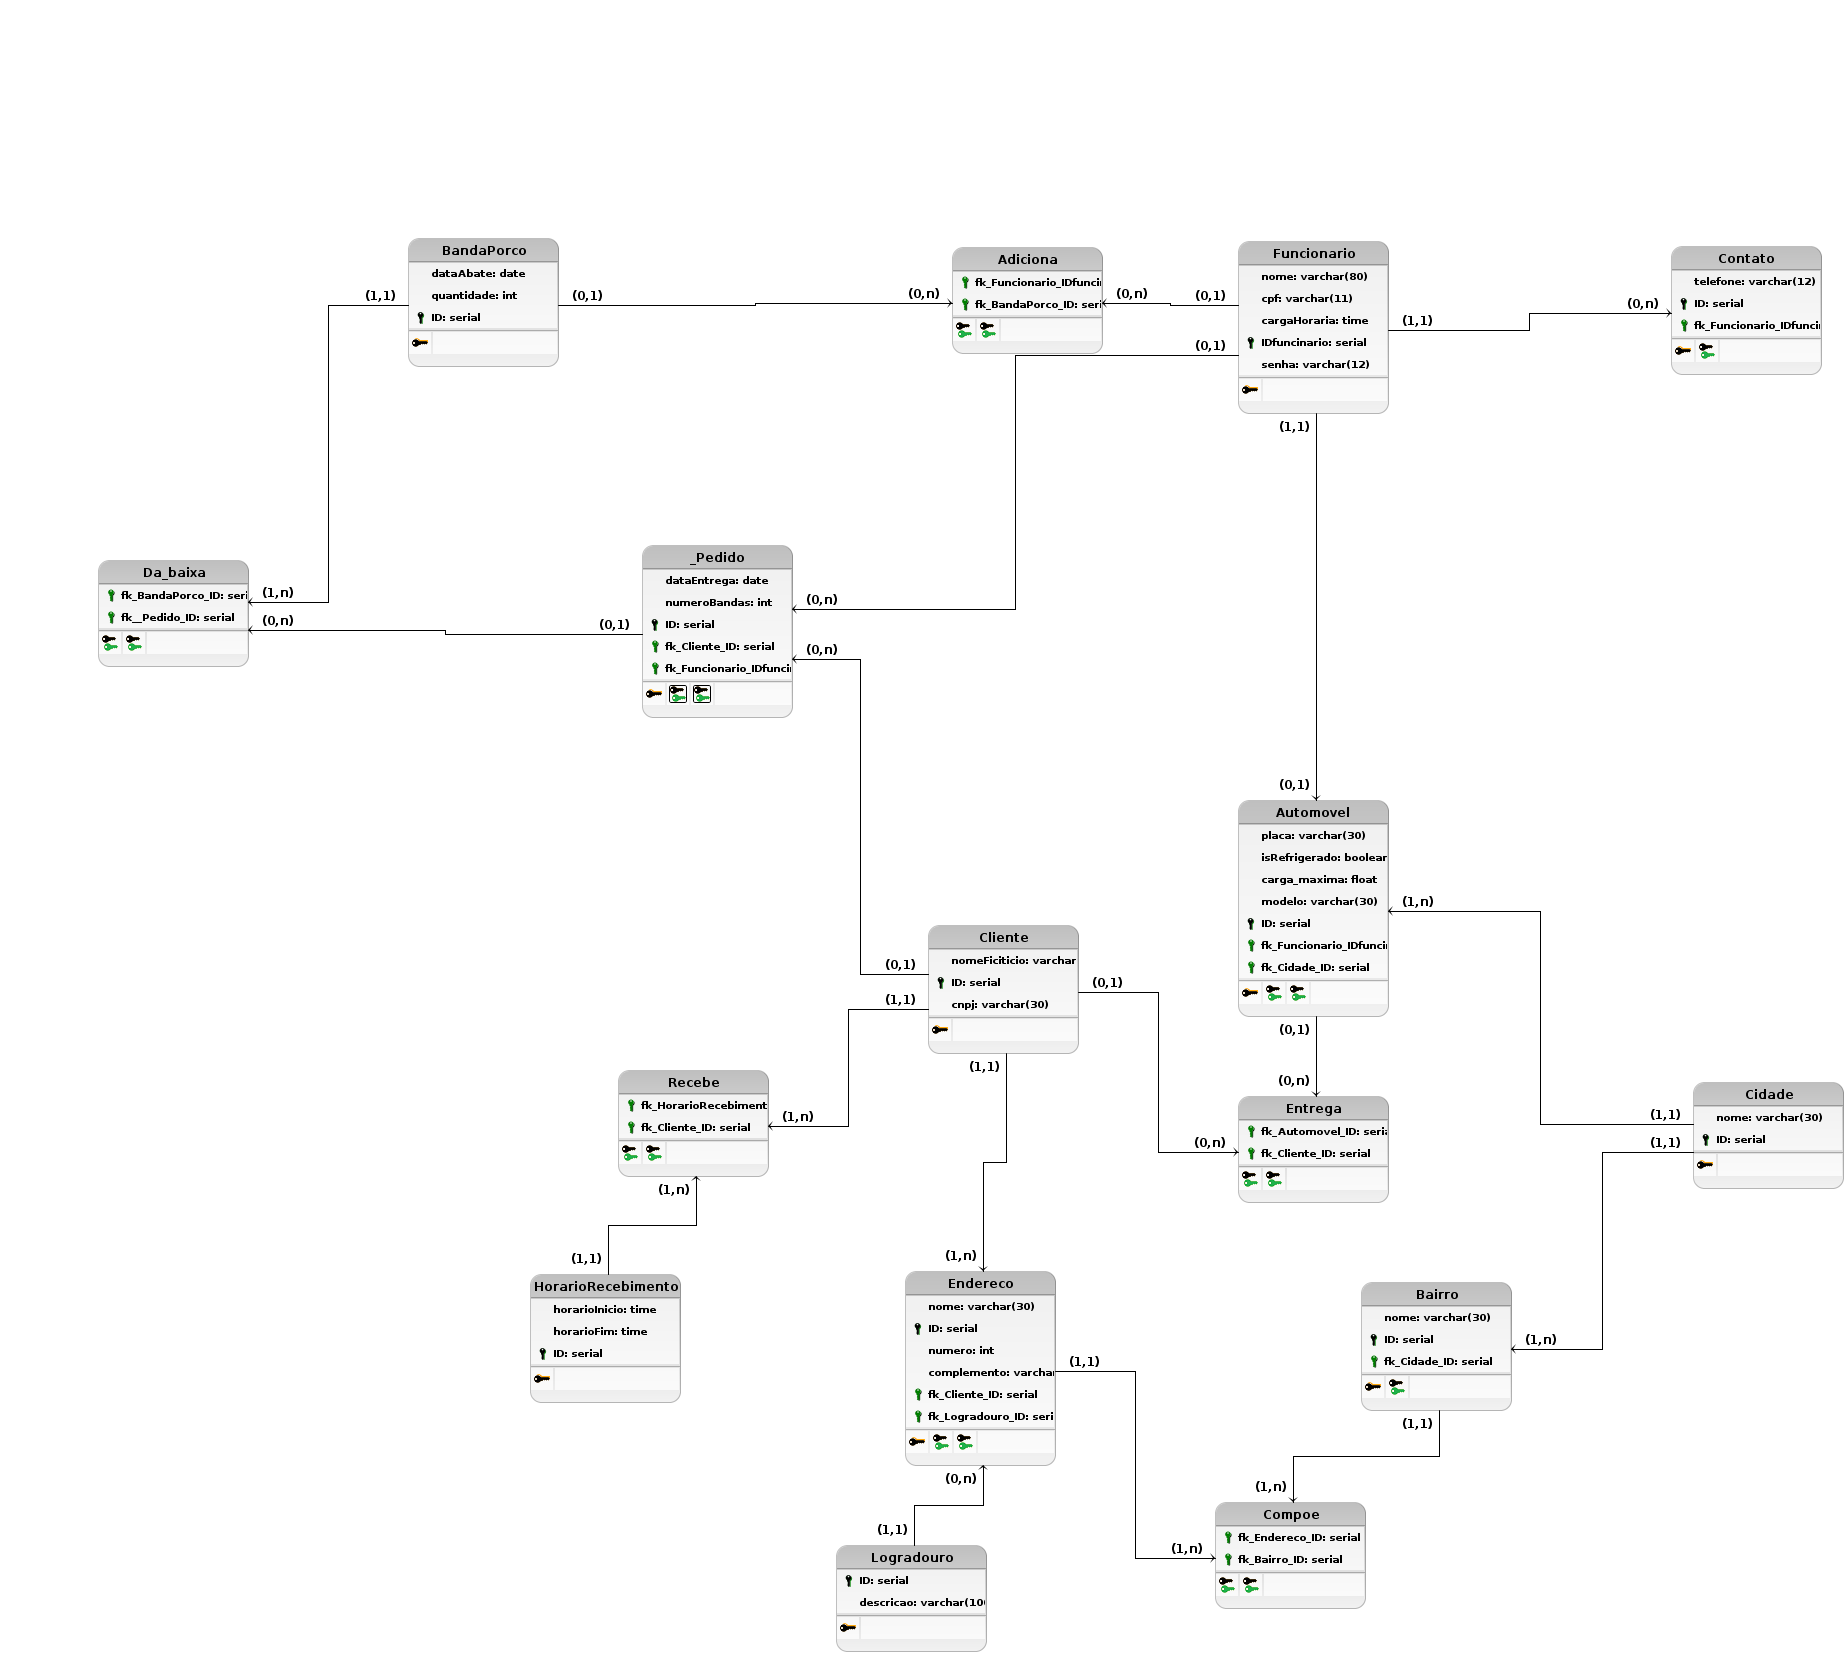 BandaPorco
dataAbate: date
quantidade: int
ID: serial
(1,1)
(0,1)
(0,n)
Adiciona
fk_Funcionario_IDfunci
fk_BandaPorco_ID: seri
(0,n)
(0,1)
(0,1)
Funcionario
nome: varchar(80)
cpf: varchar(11)
cargaHoraria: time
IDfuncinario: serial
senha: varchar(12)
(1,1)
(1,1)
(0,n)
Contato
telefone: varchar(12)
ID: serial
fk_Funcionario_IDfunci
Da_baixa
fk_BandaPorco_ID: seri
fk__Pedido_ID: serial
(1,n)
(0,n)
(0,1)
_Pedido
dataEntrega: date
numeroBandas: int
ID: serial
fk_Cliente_ID: serial
fk_Funcionario_IDfunci
(0,n)
(0,n)
(0,1)
Automovel
placa: varchar(30)
isRefrigerado: boolean
carga_maxima: float
modelo: varchar(30)
ID: serial
fk_Funcionario_IDfunci
fk_Cidade_ID: serial
(1,n)
(0,1)
Cliente
nomeFiciticio: varchar
ID: serial
cnpj: varchar(30)
(0,1)
(1,1)
(0,1)
(1,1)
Recebe
fk_HorarioRecebiment
fk_Cliente_ID: serial
(1,n)
(1,n)
(0,n)
(0,n)
Entrega
fk_Automovel_ID: seria
fk_Cliente_ID: serial
Cidade
nome: varchar(30)
ID: serial
(1,1)
(1,1)
(1,1)
HorarioRecebimento
horarioInicio: time
horarioFim: time
ID: serial
(1,n)
Endereco
nome: varchar(30)
ID: serial
numero: int
complemento: varchar
fk_Cliente_ID: serial
fk_Logradouro_ID: seri
(1,1)
(0,n)
Bairro
nome: varchar(30)
ID: serial
fk_Cidade_ID: serial
(1,n)
(1,1)
(1,1)
Logradouro
ID: serial
descricao: varchar(10
(1,n)
(1,n)
Compoe
fk_Endereco_ID: serial
fk_Bairro_ID: serial